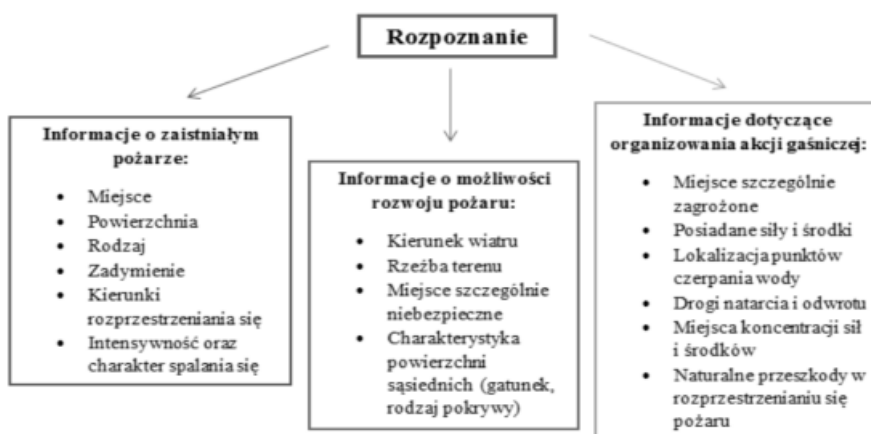 Rozpoznanie
Informacje o zaistniałym
pożarze:
• Miejsce
• Powierzchnia
• Rodzaj
• Zadymienie
• Kierunki
rozprzestrzeniania się
• Intensywność oraz
charakter spalania się
Informacje o możliwości
rozwoju pożaru:
• Kierunek wiatru
• Rzeźba terenu
• Miejsce szczególnie
niebezpieczne
• Charakterystyka
powierzchni
sąsiednich (gatunek,
rodzaj pokrywy)
Informacje dotyczące
organizowania akcji gaśniczej:
• Miejsce szczególnie
zagrożone
• Posiadane siły i środki
• Lokalizacja punktów
czerpania wody
• Drogi natarcia i odwrotu
• Miejsca koncentracji sił
i środków
• Naturalne przeszkody w
rozprzestrzenianiu się
pożaru